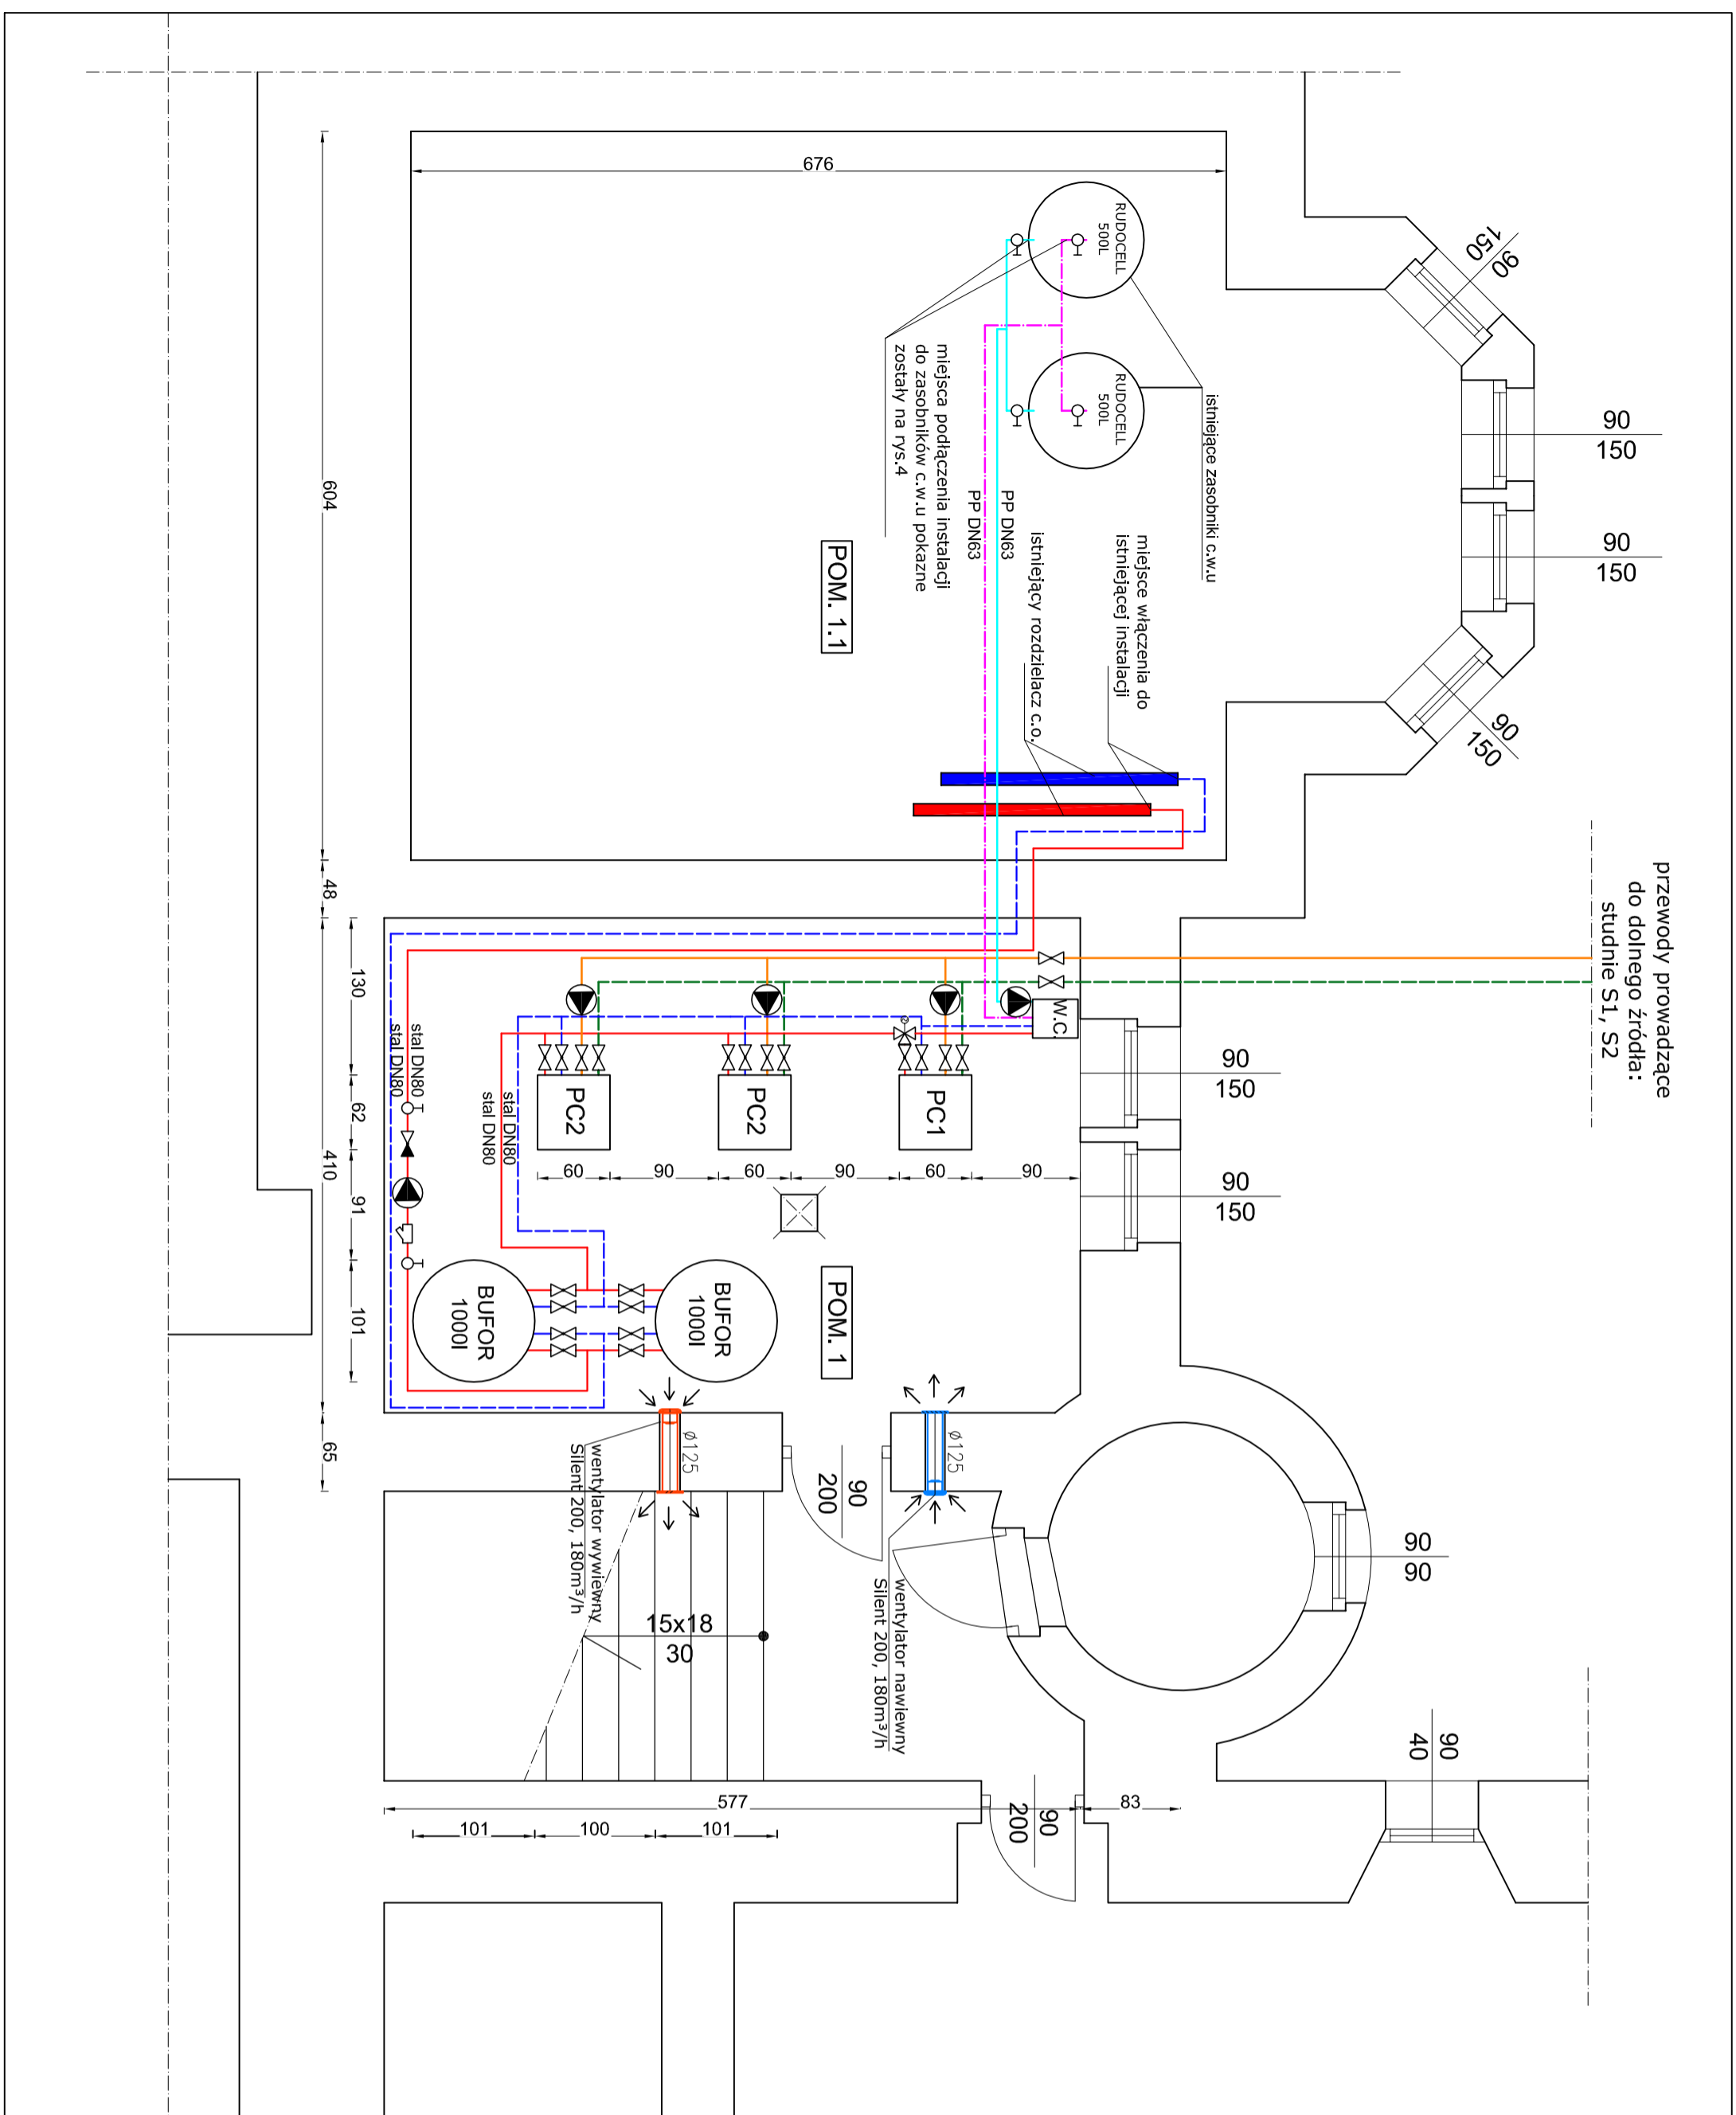 676
604
48
410
65
130
62
91
101
RUDOCELL
500L
RUDOCELL
500L
istniejące zasobniki c.w.u
miejsca podłączenia instalacji
do zasobników c.w.u pokazne
zostały na rys.4
PP DN63
PP DN63
miejsce włączenia do
istniejącej instalacji
istniejący rozdzielacz c.o.
POM. 1.1
90
150
90
150
90
150
90
150
przewody prowadzące
do dolnego źródła:
studnie S1, S2
W.C.
PC1
PC2
PC2
stal DN80
stal DN80
stal DN80
stal DN80
60
90
60
90
60
90
90
150
90
150
BUFOR
1000l
BUFOR
1000l
POM. 1
Ø125
Ø125
wentylator wywiewny
Silent 200, 180m³/h
wentylator nawiewny
Silent 200, 180m³/h
90
200
15x18
30
90
90
90
40
90
200
577
83
101
100
101